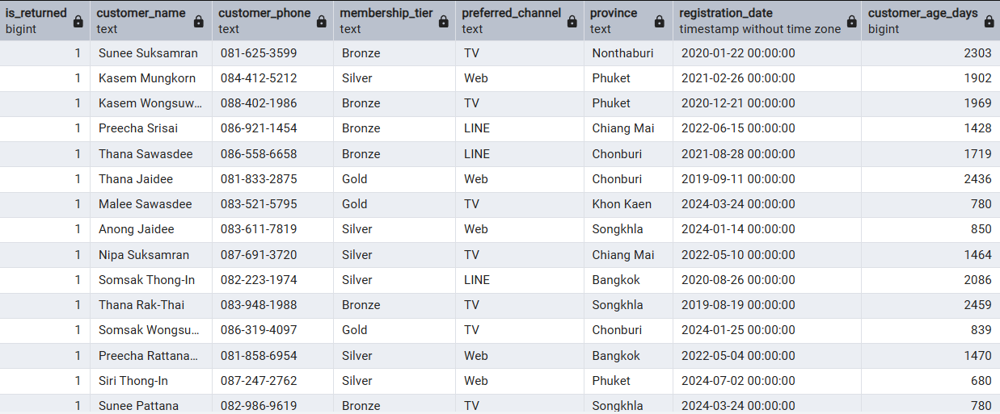 is_returned customer_name customer_phone membership_tier preferred_channel province registration_date customer_age_days
bigint text text text text text timestamp without time zone bigint
1 Sunee Suksamran 081-625-3599 Bronze TV Nonthaburi 2020-01-22 00:00:00 2303
1 Kasem Mungkorn 084-412-5212 Silver Web Phuket 2021-02-26 00:00:00 1902
1 Kasem Wongsuw... 088-402-1986 Bronze TV Phuket 2020-12-21 00:00:00 1969
1 Preecha Srisai 086-921-1454 Bronze LINE Chiang Mai 2022-06-15 00:00:00 1428
1 Thana Sawasdee 086-558-6658 Bronze LINE Chonburi 2021-08-28 00:00:00 1719
1 Thana Jaidee 081-833-2875 Gold Web Chonburi 2019-09-11 00:00:00 2436
1 Malee Sawasdee 083-521-5795 Gold TV Khon Kaen 2024-03-24 00:00:00 780
1 Anong Jaidee 083-611-7819 Silver Web Songkhla 2024-01-14 00:00:00 850
1 Nipa Suksamran 087-691-3720 Silver TV Chiang Mai 2022-05-10 00:00:00 1464
1 Somsak Thong-In 082-223-1974 Silver LINE Bangkok 2020-08-26 00:00:00 2086
1 Thana Rak-Thai 083-948-1988 Bronze TV Songkhla 2019-08-19 00:00:00 2459
1 Somsak Wongsu... 086-319-4097 Gold TV Chonburi 2024-01-25 00:00:00 839
1 Preecha Rattana... 081-858-6954 Silver Web Bangkok 2022-05-04 00:00:00 1470
1 Siri Thong-In 087-247-2762 Silver Web Phuket 2024-07-02 00:00:00 680
1 Sunee Pattana 082-986-9619 Bronze TV Songkhla 2024-03-24 00:00:00 780